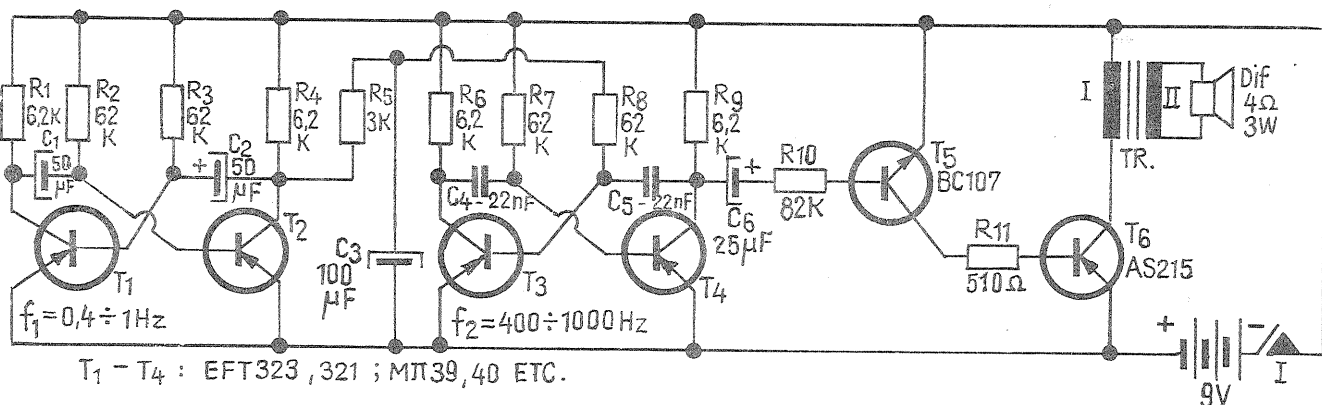 R1
6,2K
C1
50
µF
R2
62
K
R3
62
K
+
C2
50
µF
R4
6,2
K
R5
3K
R6
6,2
K
R7
62
K
R8
62
K
R9
6,2
K
C4-22nF
C5-22nF
+
C6
25µF
R10
82K
T5
BC107
I
II
TR.
Dif
4Ω
3W
T1
T2
C3
100
µF
T3
T4
R11
510Ω
T6
AS215
f1=0,4÷1Hz
f2=400÷1000Hz
+
-
I
9V
T1 - T4 : EFT323,321 ; МП39,40 ETC.